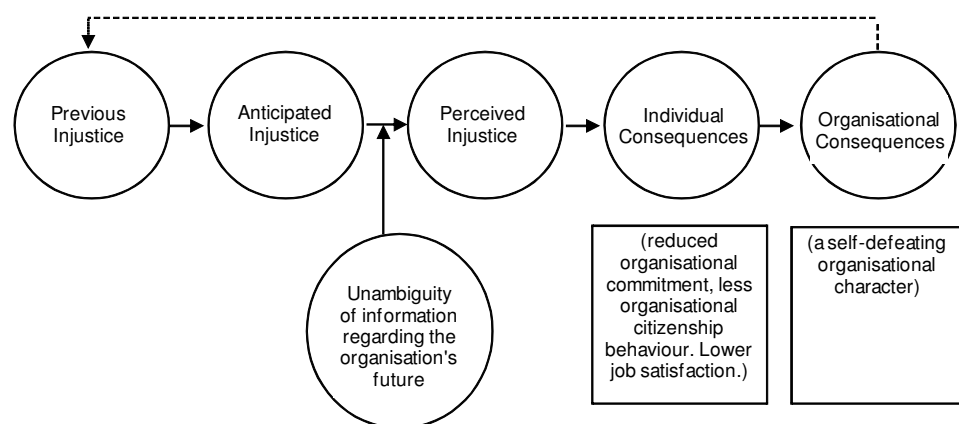 Previous
Injustice
Anticipated
Injustice
Perceived
Injustice
Individual
Consequences
Organisational
Consequences
Unambiguity
of information
regarding the
organisation's
future
(reduced
organisational
commitment, less
organisational
citizenship
behaviour. Lower
job satisfaction.)
(a self-defeating
organisational
character)